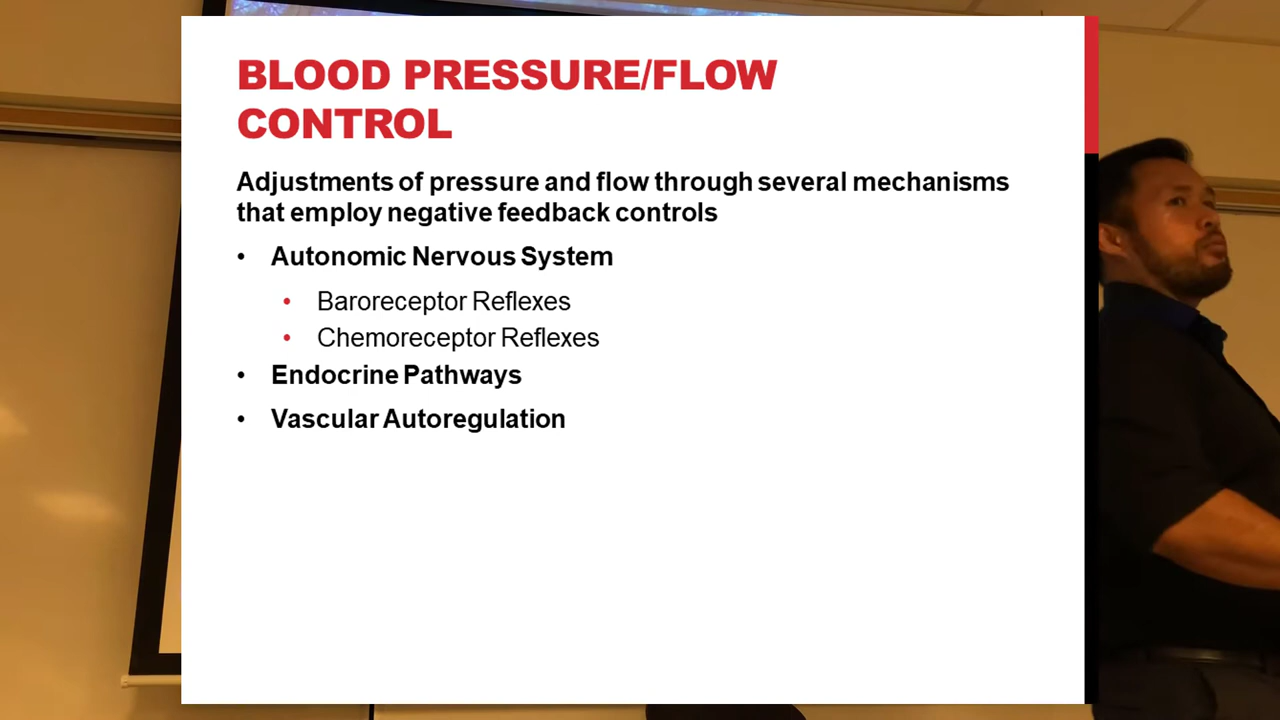 BLOOD PRESSURE/FLOW
CONTROL
Adjustments of pressure and flow through several mechanisms
that employ negative feedback controls
• Autonomic Nervous System
• Baroreceptor Reflexes
• Chemoreceptor Reflexes
• Endocrine Pathways
• Vascular Autoregulation